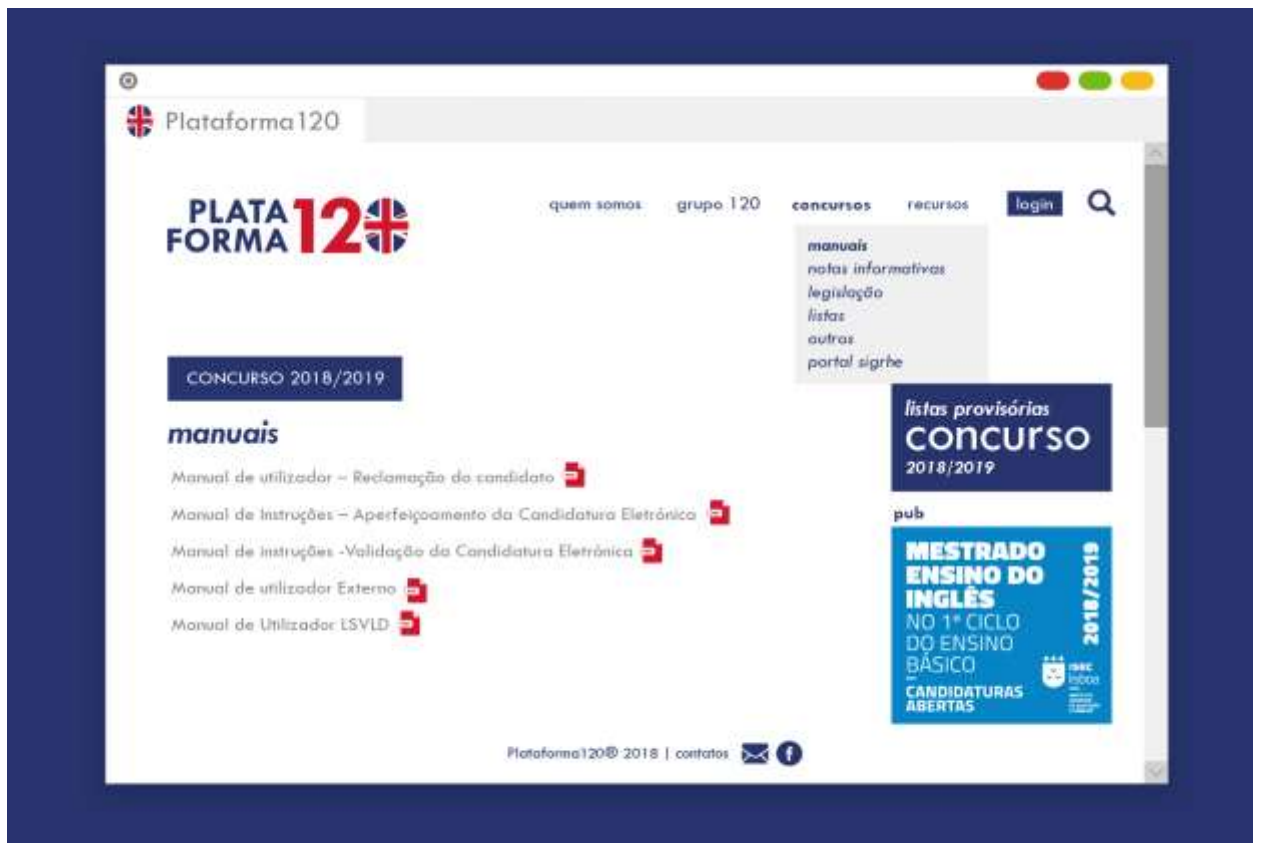 Plataforma120
PLATA
FORMA 120
quem somos grupo 120 concursos recursos login
manuais
notas informativas
legislação
listas
outras
portal sigrhe
CONCURSO 2018/2019
manuais
Manual de utilizador – Reclamação do candidato
Manual de Instruções – Aperfeiçoamento da Candidatura Eletrónica
Manual de instruções -Validação da Candidatura Eletrónica
Manual de utilizador Externo
Manual de Utilizador LSVLD
listas provisórias
concurso
2018/2019
pub
MESTRADO
ENSINO DO
INGLÊS
NO 1º CICLO
DO ENSINO
BÁSICO
CANDIDATURAS
ABERTAS
2018/2019
lisboa
Plataforma120® 2018 | contatos